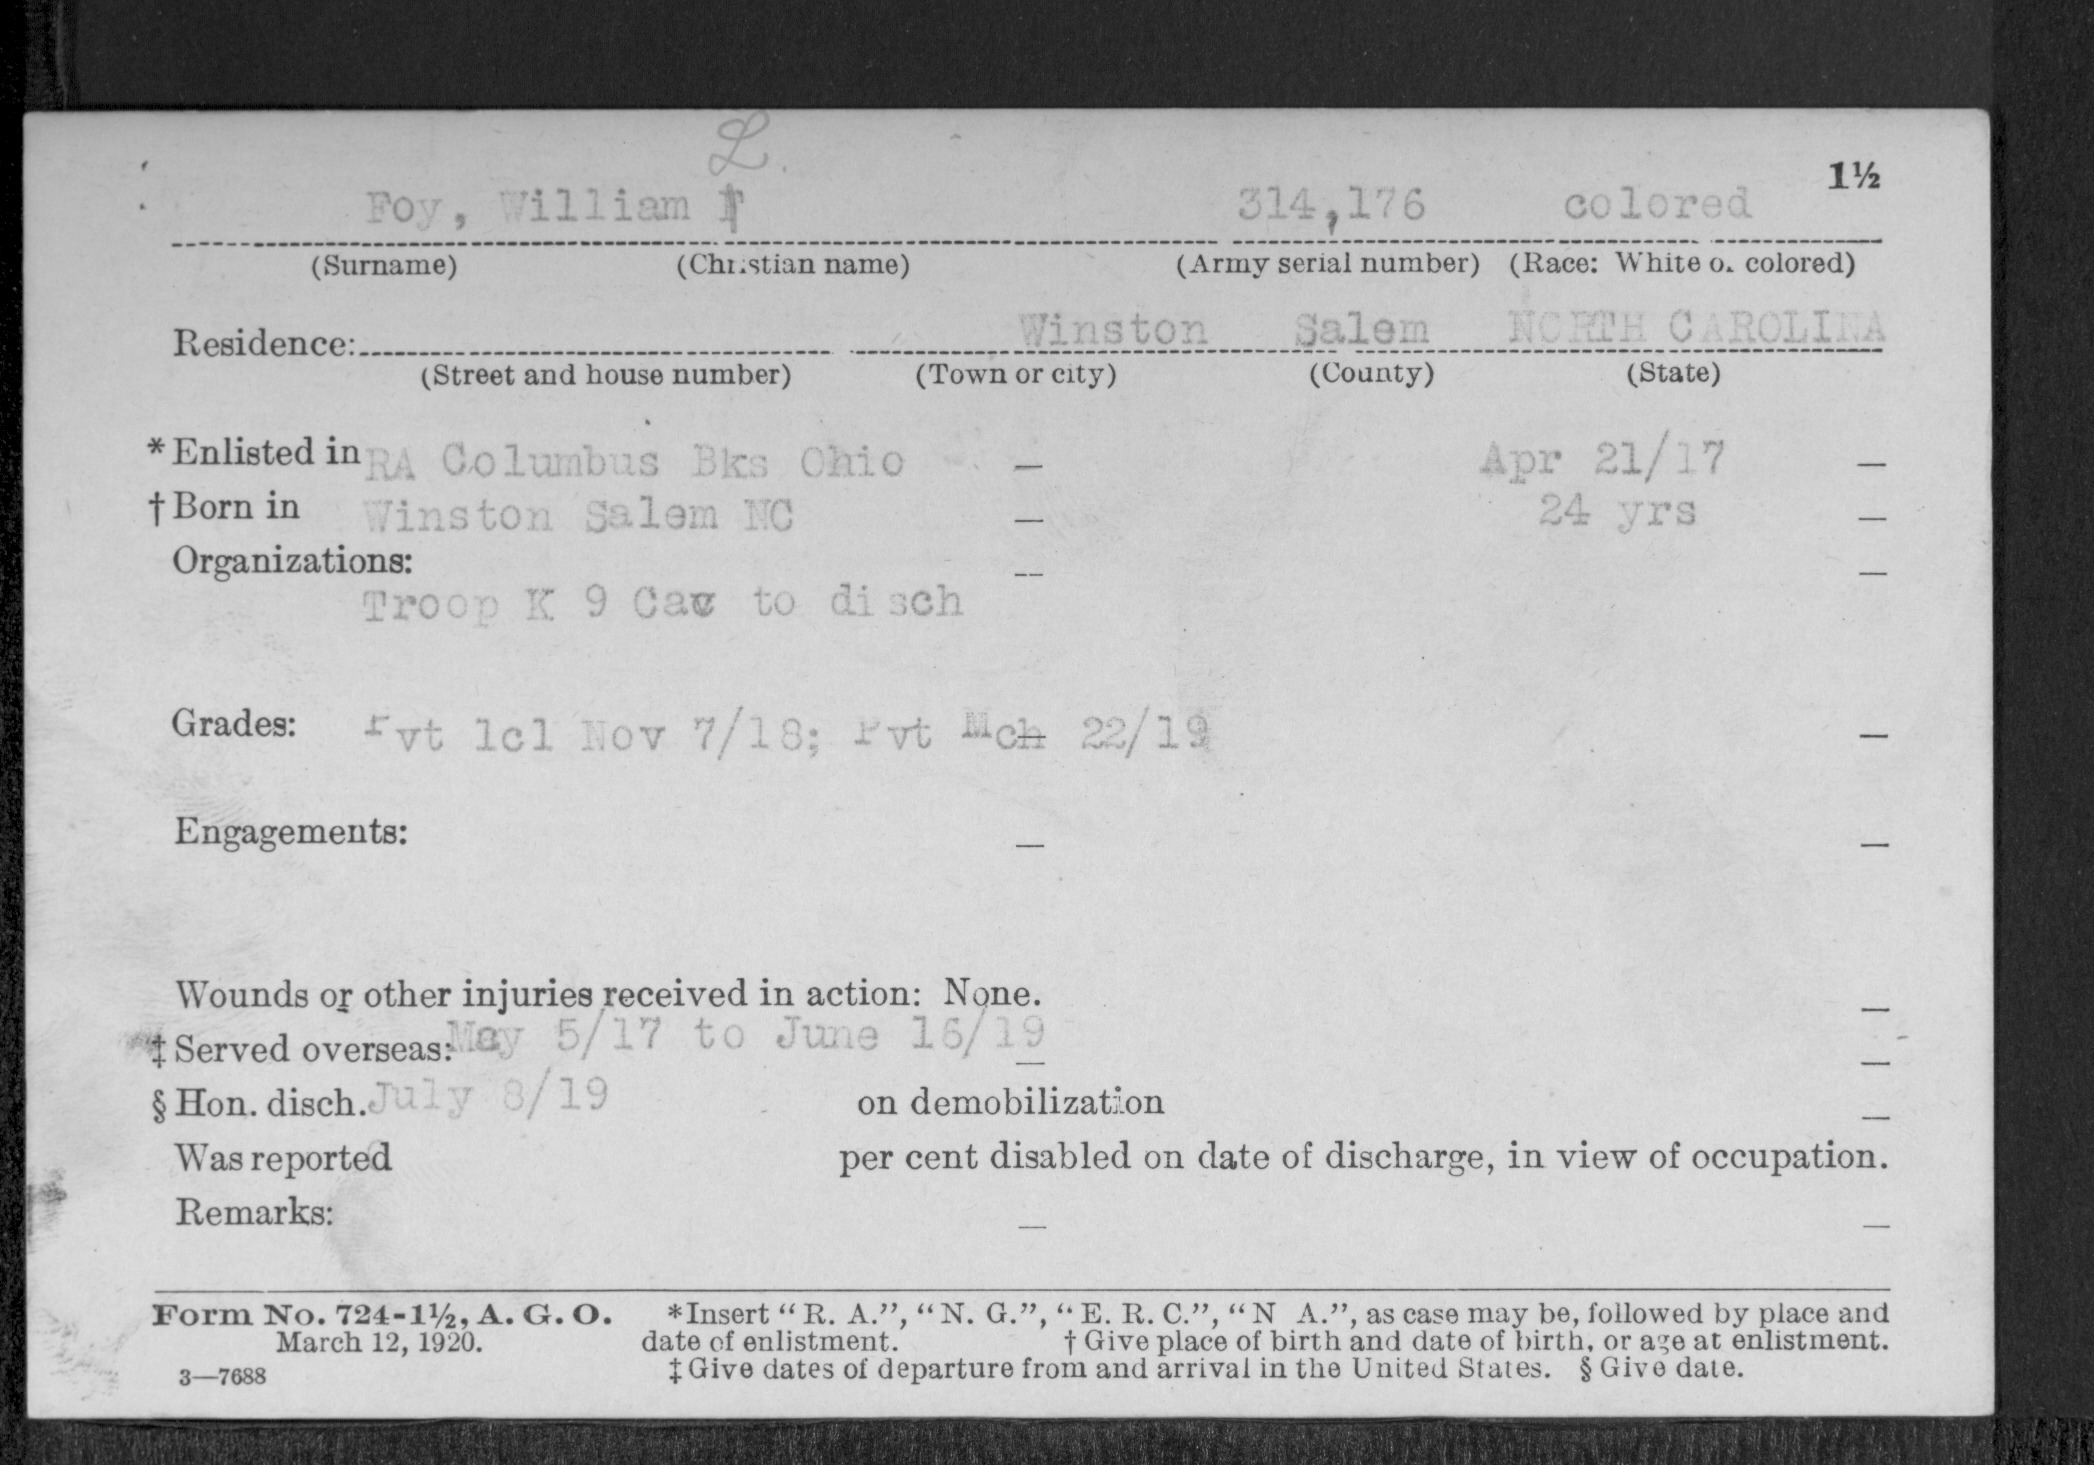 L.
1½
Foy, William 314,176 colored
(Surname) (Christian name) (Army serial number) (Race: White or colored)
Winston Salem NORTH CAROLINA
Residence:
(Street and house number) (Town or city) (County) (State)
* Enlisted in RA Columbus Bks Ohio — Apr 21/17 —
† Born in Winston Salem NC — 24 yrs —
Organizations: — —
Troop K 9 Cav to disch
Grades: Pvt 1cl Nov 7/18; Pvt Mch 22/19 —
Engagements: — —
Wounds or other injuries received in action: None. —
‡ Served overseas: May 5/17 to June 16/19 — —
§ Hon. disch. July 8/19 on demobilization —
Was reported per cent disabled on date of discharge, in view of occupation.
Remarks: — —
Form No. 724-1½, A. G. O. *Insert “R. A.”, “N. G.”, “E. R. C.”, “N A.”, as case may be, followed by place and
March 12, 1920. date of enlistment. † Give place of birth and date of birth, or age at enlistment.
3—7688 ‡ Give dates of departure from and arrival in the United States. § Give date.